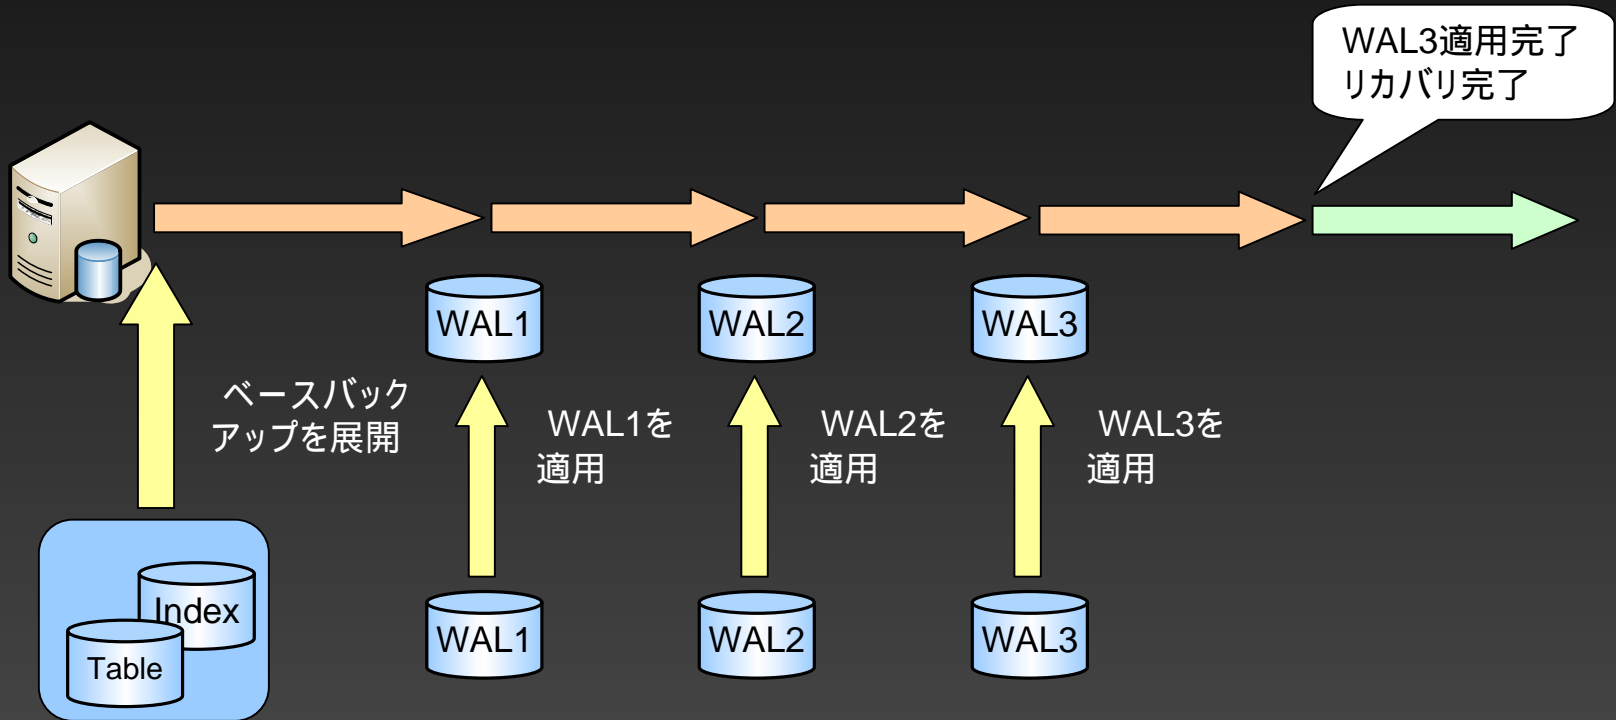 WAL3適用完了
リカバリ完了
WAL1
WAL2
WAL3
ベースバック
アップを展開
WAL1を
適用
WAL2を
適用
WAL3を
適用
Index
Table
WAL1
WAL2
WAL3